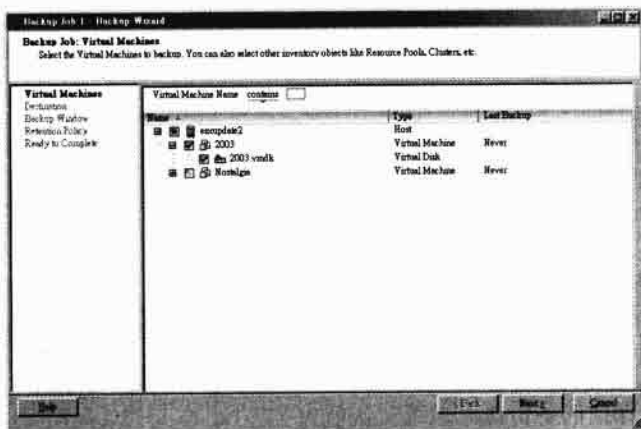 Backup Job 1 - Backup Wizard
Backup Job: Virtual Machines
Select the Virtual Machines to backup. You can also select other inventory objects like Resource Pools, Clusters, etc.
Virtual Machines
Destination
Backup Window
Retention Policy
Ready to Complete
Virtual Machine Name contains
Name Type Last Backup
Host
2003 Virtual Machine Never
2003.vmdk Virtual Disk
Nostalgia Virtual Machine Never
Help Back Next Cancel